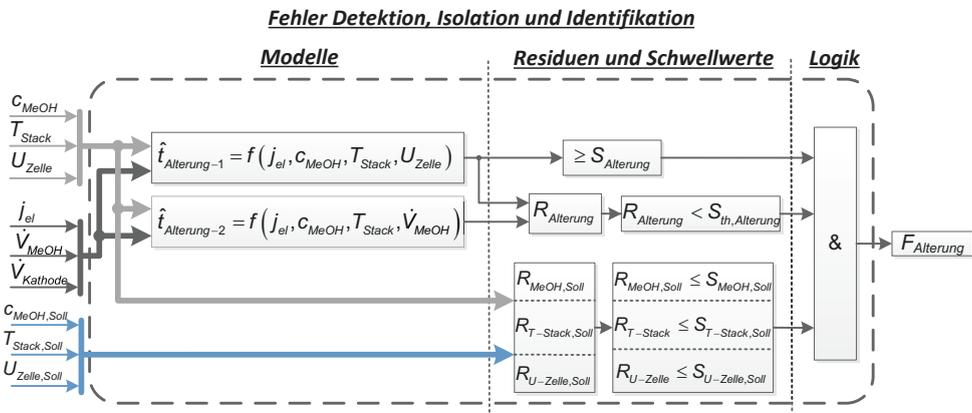 Fehler Detektion, Isolation und Identifikation
Modelle
Residuen und Schwellwerte
Logik
c_MeOH
T_Stack
U_Zelle
j_el
V̇_MeOH
V̇_Kathode
c_MeOH,Soll
T_Stack,Soll
U_Zelle,Soll
t̂_Alterung−1 = f(j_el, c_MeOH, T_Stack, U_Zelle)
t̂_Alterung−2 = f(j_el, c_MeOH, T_Stack, V̇_MeOH)
≥ S_Alterung
R_Alterung
R_Alterung < S_th,Alterung
R_MeOH,Soll
R_T−Stack,Soll
R_U−Zelle,Soll
R_MeOH,Soll ≤ S_MeOH,Soll
R_T−Stack ≤ S_T−Stack,Soll
R_U−Zelle ≤ S_U−Zelle,Soll
&
F_Alterung